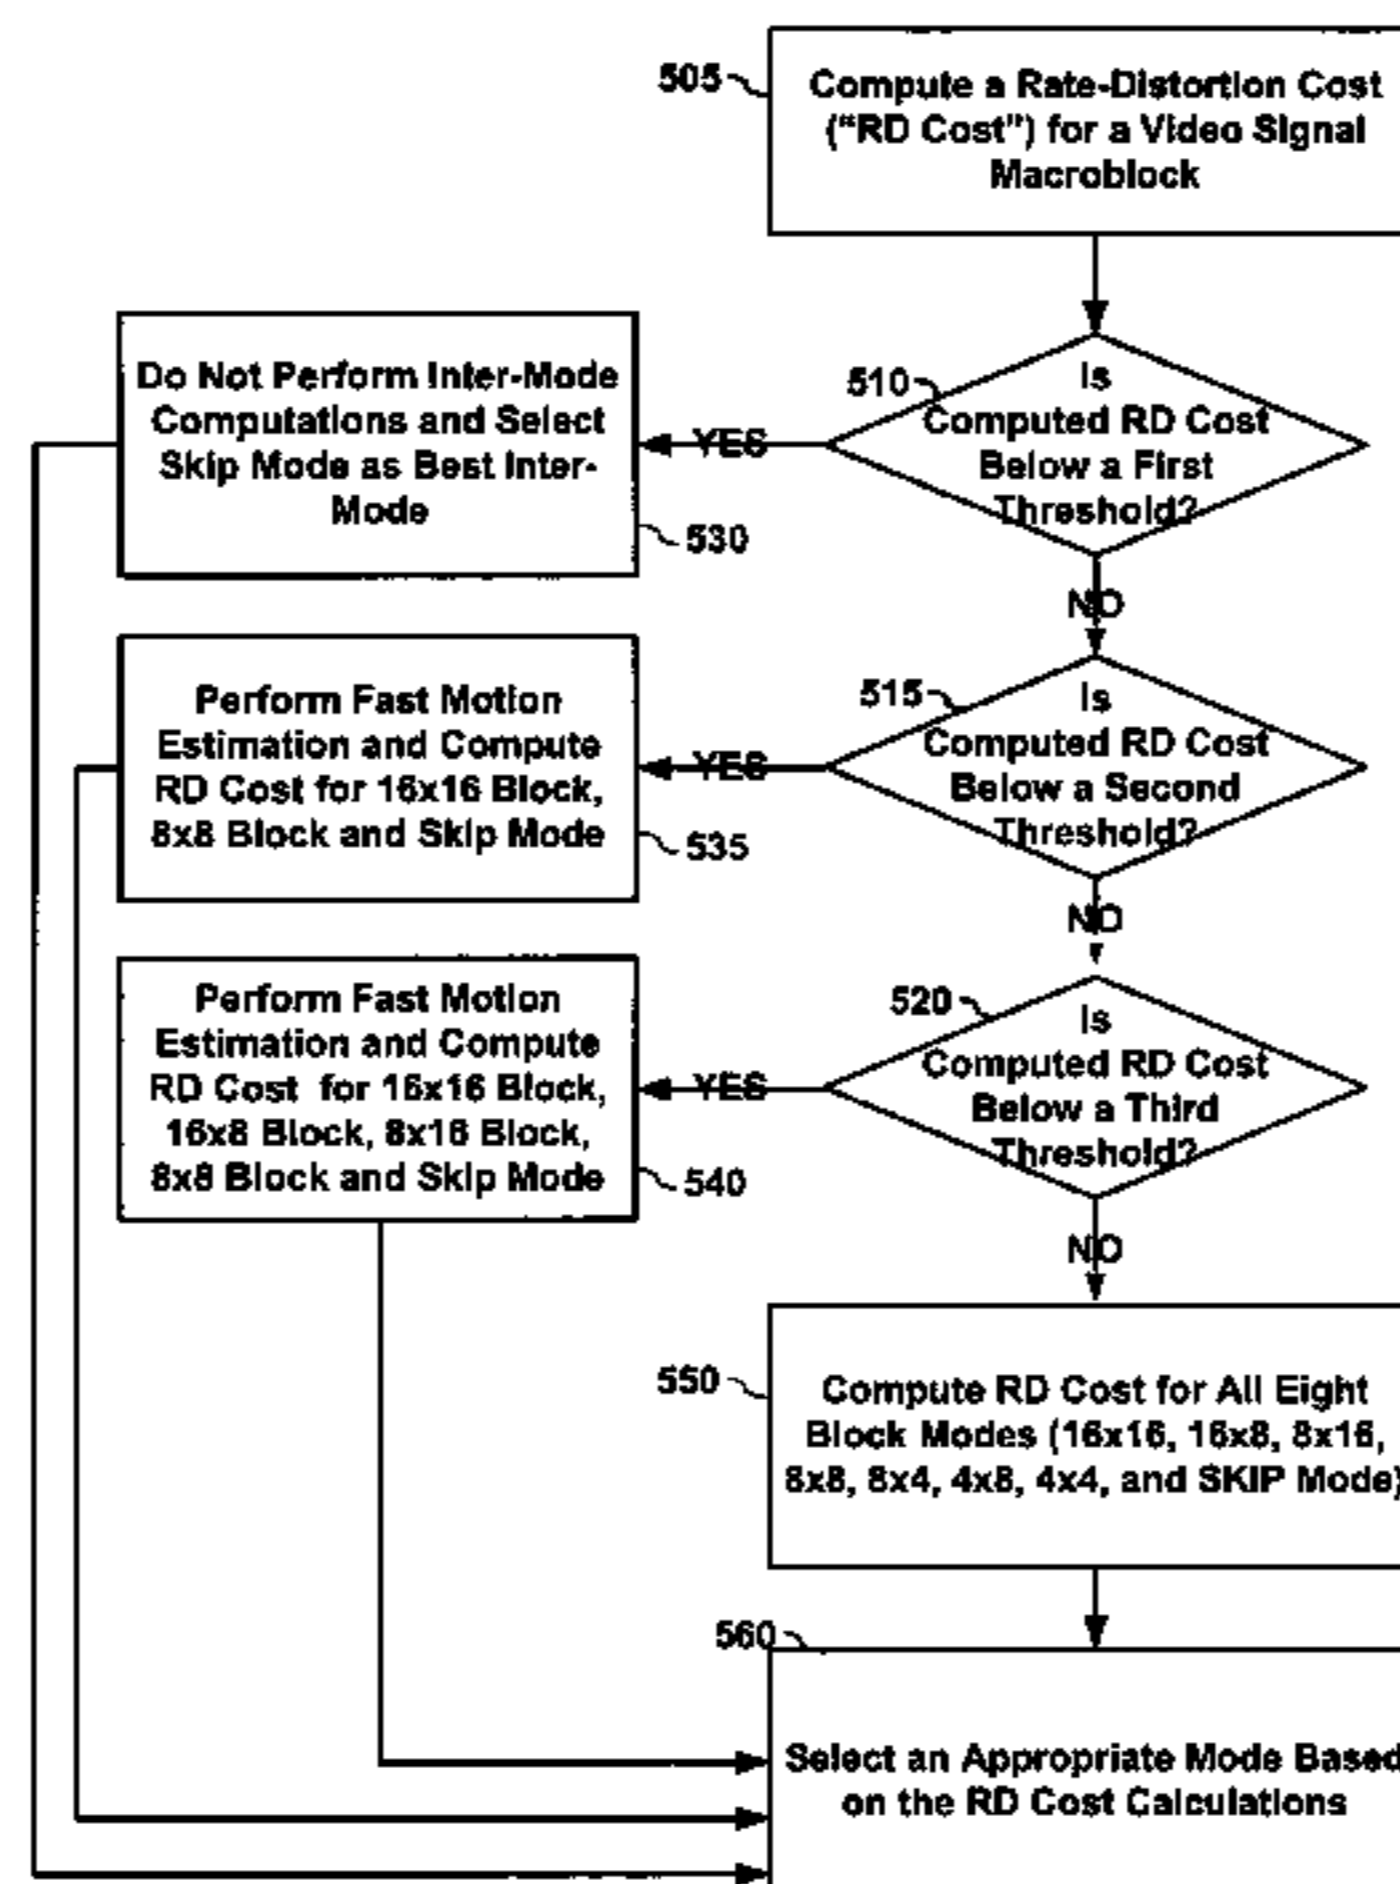 505
Compute a Rate-Distortion Cost
("RD Cost") for a Video Signal
Macroblock
510
Is
Computed RD Cost
Below a First
Threshold?
YES
Do Not Perform Inter-Mode
Computations and Select
Skip Mode as Best Inter-
Mode
530
NO
515
Is
Computed RD Cost
Below a Second
Threshold?
YES
Perform Fast Motion
Estimation and Compute
RD Cost for 16x16 Block,
8x8 Block and Skip Mode
535
NO
520
Is
Computed RD Cost
Below a Third
Threshold?
YES
Perform Fast Motion
Estimation and Compute
RD Cost for 16x16 Block,
16x8 Block, 8x16 Block,
8x8 Block and Skip Mode
540
NO
550
Compute RD Cost for All Eight
Block Modes (16x16, 16x8, 8x16,
8x8, 8x4, 4x8, 4x4, and SKIP Mode)
560
Select an Appropriate Mode Based
on the RD Cost Calculations